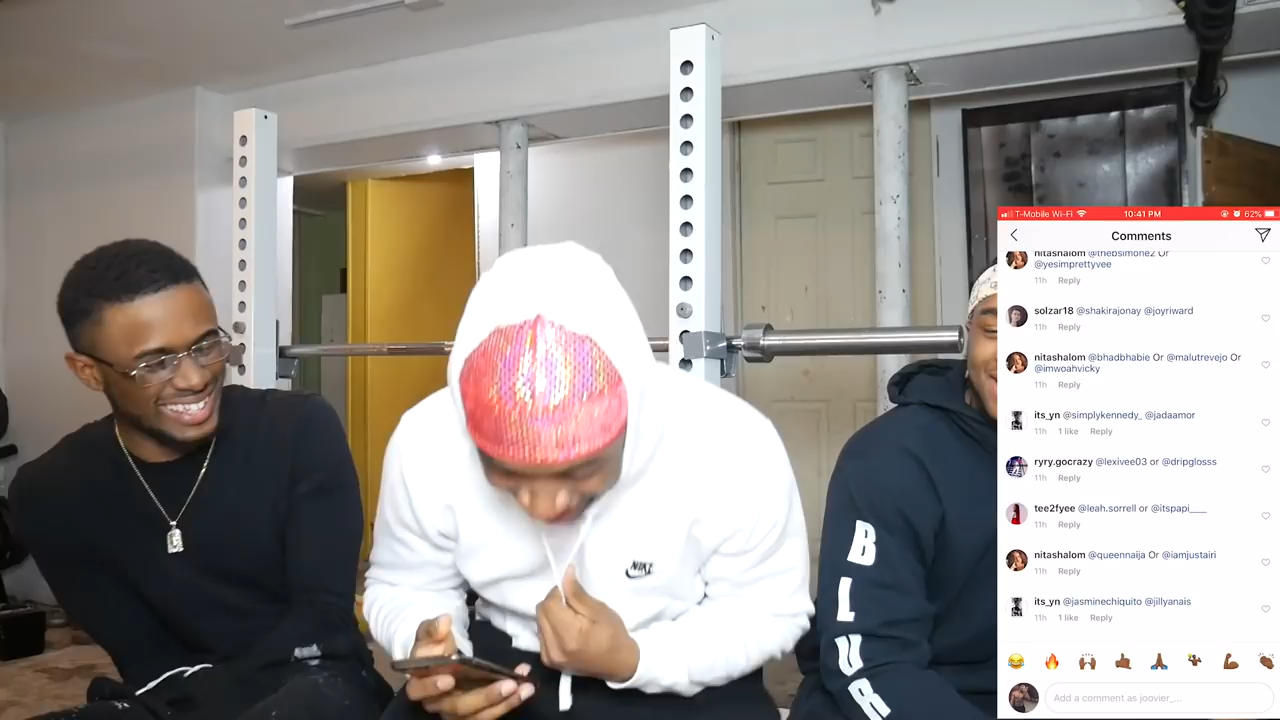 NIKE
BLUR
T-Mobile Wi-Fi 10:41 PM 62%
Comments
nitashalom @thebsimone2 Or
@yesimprettyvee
11h Reply
solzar18 @shakirajonay @joyriward
11h Reply
nitashalom @bhadbhabie Or @malutrevejo Or
@imwoahvicky
11h Reply
its_yn @simplykennedy_ @jadaamor
11h 1 like Reply
ryry.gocrazy @lexivee03 or @dripglosss
11h Reply
tee2fyee @leah.sorrell or @itspapi____
11h Reply
nitashalom @queennaija Or @iamjustairi
11h Reply
its_yn @jasminechiquito @jillyanais
11h 1 like Reply
Add a comment as joovier_...